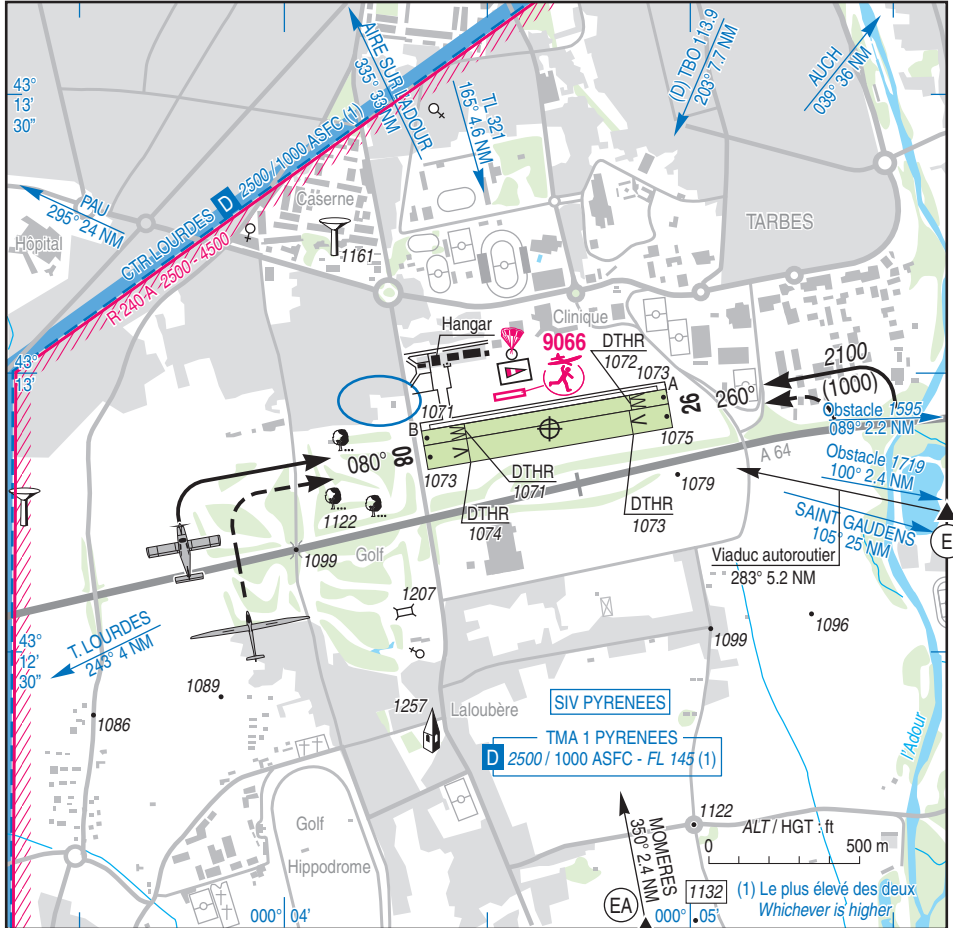 43°
13'
30"
AIRE SUR LADOUR
335° 33 NM
TL 321
165° 4.6 NM
(D) TBO 113.9
203° 7.7 NM
AUCH
039° 36 NM
PAU
295° 24 NM
Hôpital
CTR LOURDES D 2500 / 1000 ASFC (1)
R 240 A -2500 - 4500
Caserne
1161
TARBES
43°
13'
Hangar
Clinique
9066
DTHR
1072
1073
A
26
260°
2100
(1000)
1071
B
080°
08
1073
1075
DTHR
1071
DTHR
1074
DTHR
1073
1079
A 64
Obstacle 1595
089° 2.2 NM
Obstacle 1719
100° 2.4 NM
SAINT GAUDENS
105° 25 NM
E
Viaduc autoroutier
283° 5.2 NM
1122
1099
Golf
1207
1099
1096
43°
12'
30"
T. LOURDES
243° 4 NM
1089
1086
1257
Laloubère
SIV PYRENEES
TMA 1 PYRENEES
D 2500 / 1000 ASFC - FL 145 (1)
l'Adour
Golf
Hippodrome
MOMERES
350° 2.4 NM
1122
ALT / HGT : ft
0 500 m
1132
(1) Le plus élevé des deux
Whichever is higher
EA
000° 04'
000° 05'